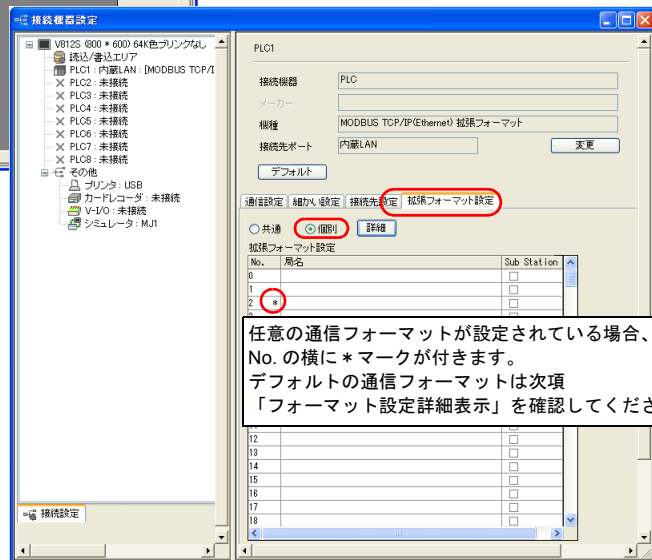 接続機器設定
V812S (800 * 600) 64K色ブリンクなし
読込/書込エリア
PLC1 : 内蔵LAN : [MODBUS TCP/I
PLC2 : 未接続
PLC3 : 未接続
PLC4 : 未接続
PLC5 : 未接続
PLC6 : 未接続
PLC7 : 未接続
PLC8 : 未接続
その他
プリンタ : USB
カードレコーダ : 未接続
V-I/O : 未接続
シミュレータ : MJ1
接続設定
PLC1
接続機器 PLC
メーカー
機種 MODBUS TCP/IP(Ethernet) 拡張フォーマット
接続先ポート 内蔵LAN 変更
デフォルト
通信設定 細かい設定 接続先設定 拡張フォーマット設定
共通 個別 詳細
拡張フォーマット設定
No. 局名 Sub Station
0
1
2 *
任意の通信フォーマットが設定されている場合、
No. の横に * マークが付きます。
デフォルトの通信フォーマットは次項
「フォーマット設定詳細表示」を確認してくださ
12
13
14
15
16
17
18